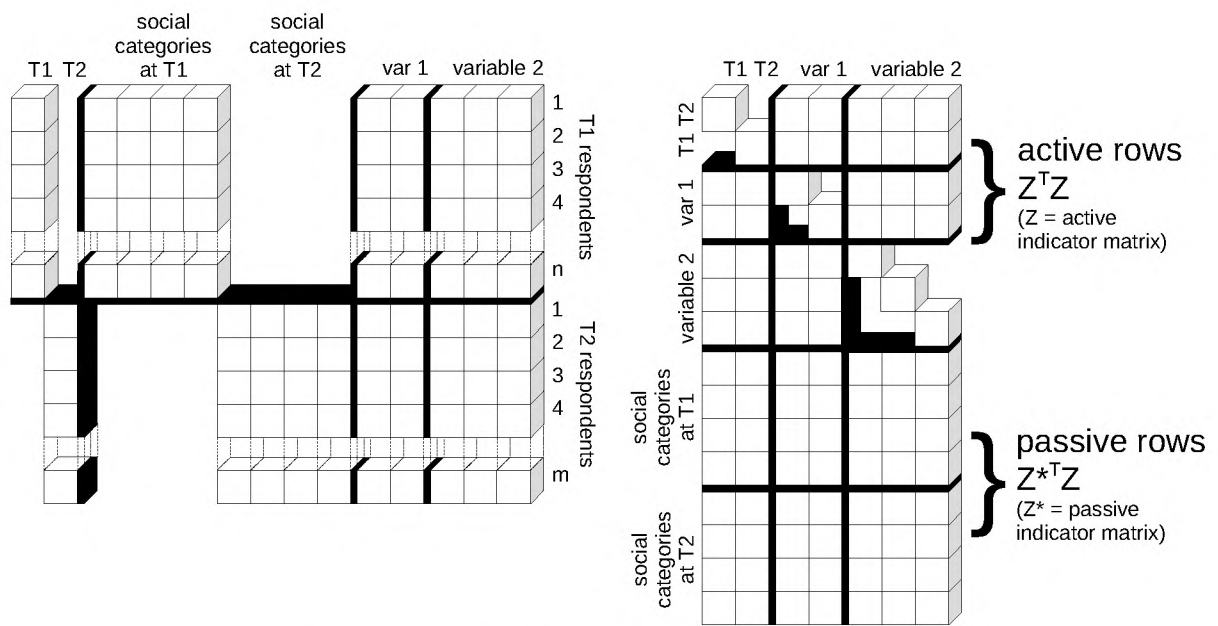 social
categories
at T1
social
categories
at T2
T1 T2
var 1
variable 2
1
2
3
4
n
T1 respondents
1
2
3
4
m
T2 respondents
T1 T2
var 1
variable 2
T1 T2
var 1
variable 2
social
categories
at T1
social
categories
at T2
active rows
ZᵀZ
(Z = active
indicator matrix)
passive rows
Z*ᵀZ
(Z* = passive
indicator matrix)